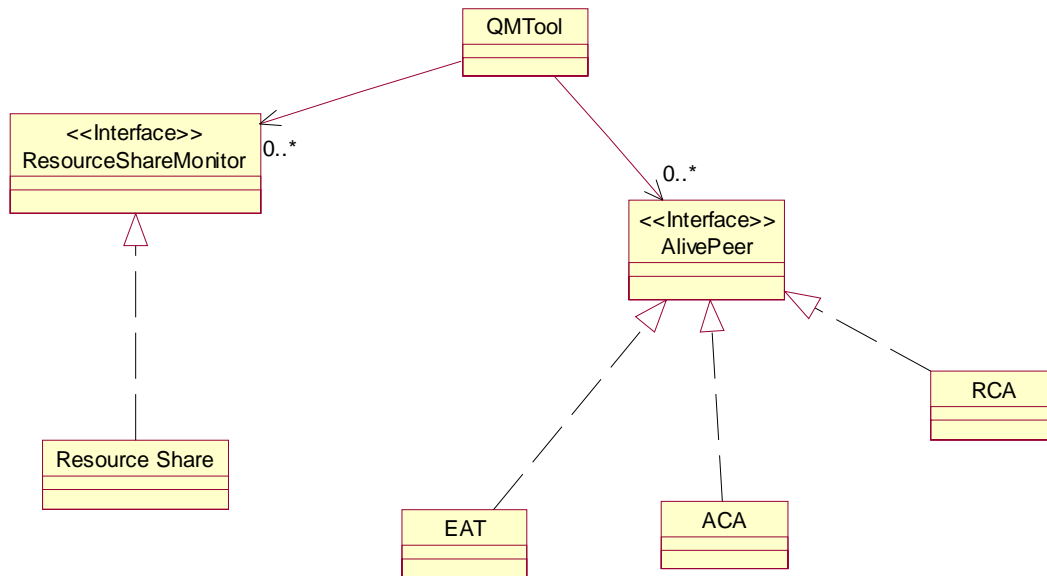 QMTool
<<Interface>>
ResourceShareMonitor
0..*
0..*
<<Interface>>
AlivePeer
RCA
Resource Share
EAT
ACA